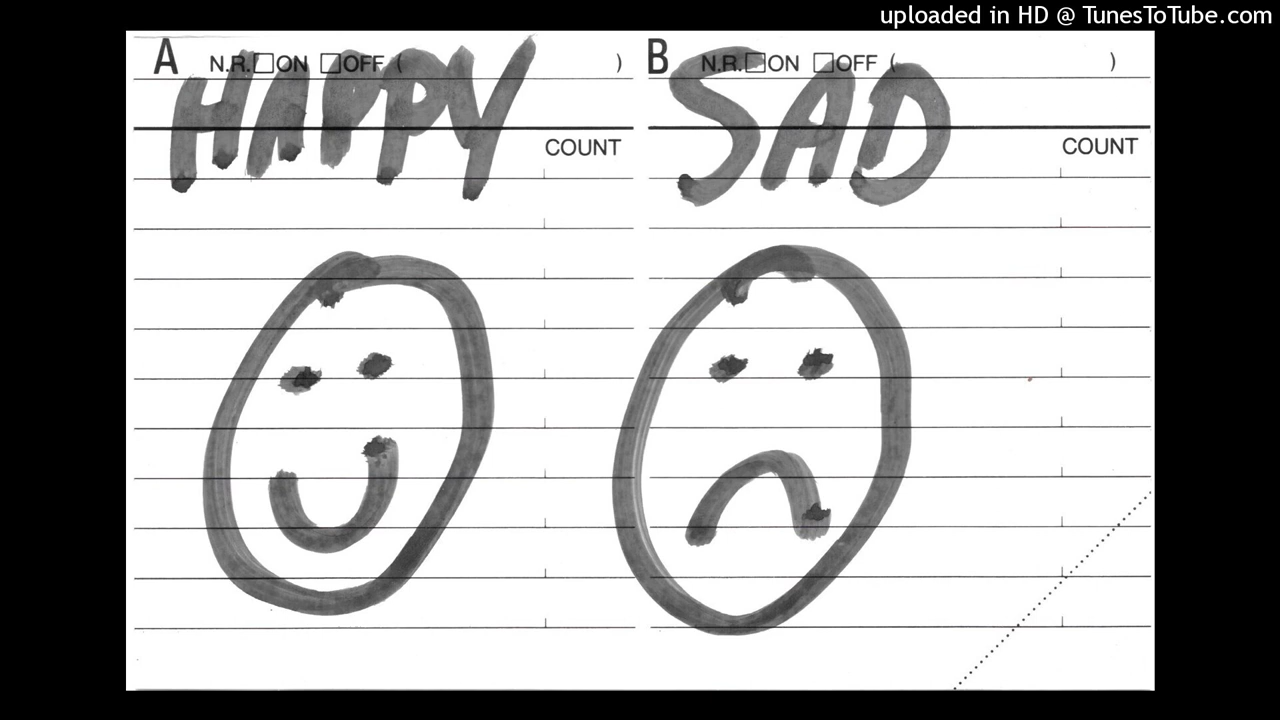 uploaded in HD @ TunesToTube.com
A N.R.☐ON ☐OFF ( )
HAPPY
COUNT
B N.R.☐ON ☐OFF ( )
SAD
COUNT